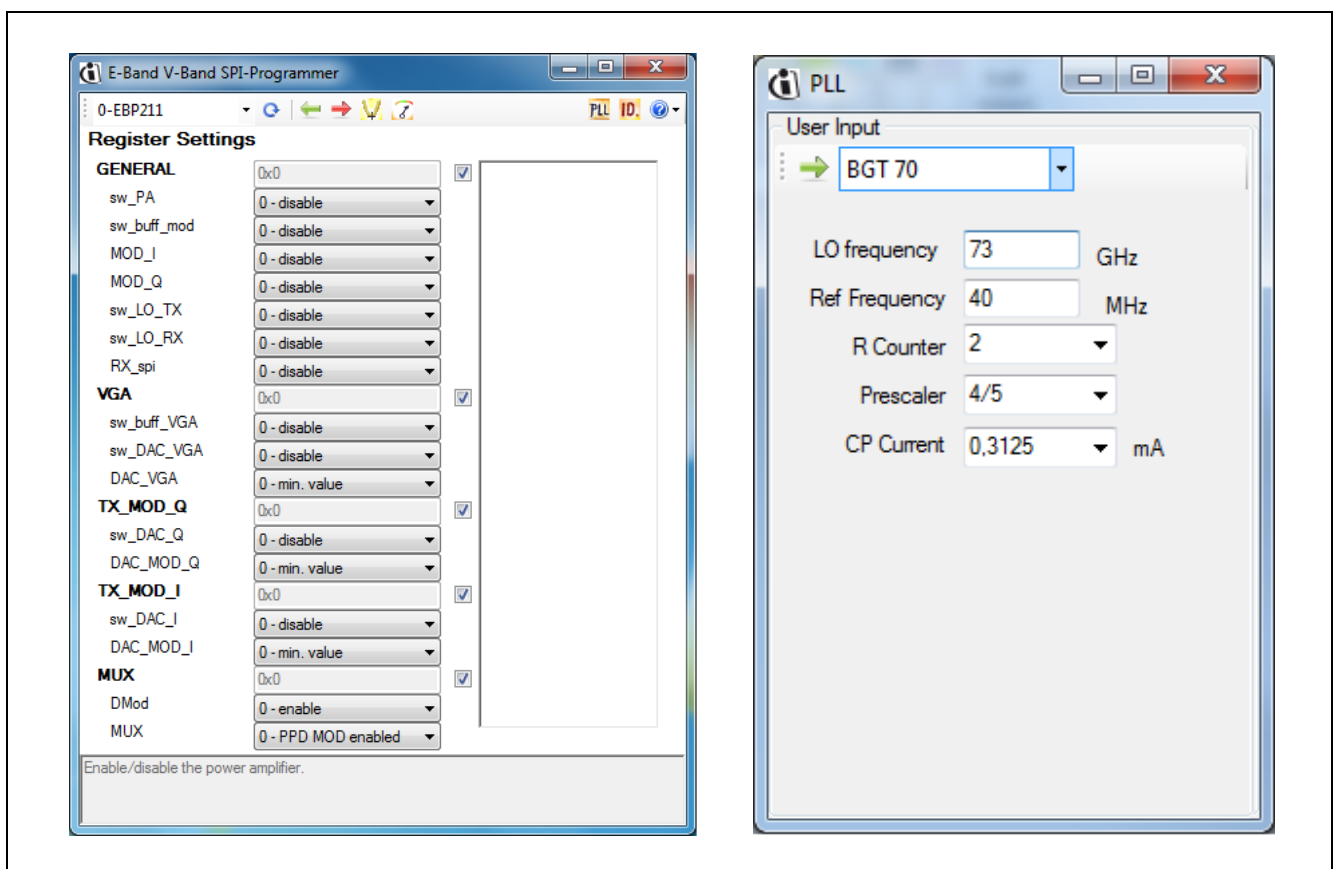 E-Band V-Band SPI-Programmer
0-EBP211 PLL ID.
Register Settings
GENERAL 0x0
sw_PA 0 - disable
sw_buff_mod 0 - disable
MOD_I 0 - disable
MOD_Q 0 - disable
sw_LO_TX 0 - disable
sw_LO_RX 0 - disable
RX_spi 0 - disable
VGA 0x0
sw_buff_VGA 0 - disable
sw_DAC_VGA 0 - disable
DAC_VGA 0 - min. value
TX_MOD_Q 0x0
sw_DAC_Q 0 - disable
DAC_MOD_Q 0 - min. value
TX_MOD_I 0x0
sw_DAC_I 0 - disable
DAC_MOD_I 0 - min. value
MUX 0x0
DMod 0 - enable
MUX 0 - PPD MOD enabled
Enable/disable the power amplifier.
PLL
User Input
BGT 70
LO frequency 73 GHz
Ref Frequency 40 MHz
R Counter 2
Prescaler 4/5
CP Current 0,3125 mA